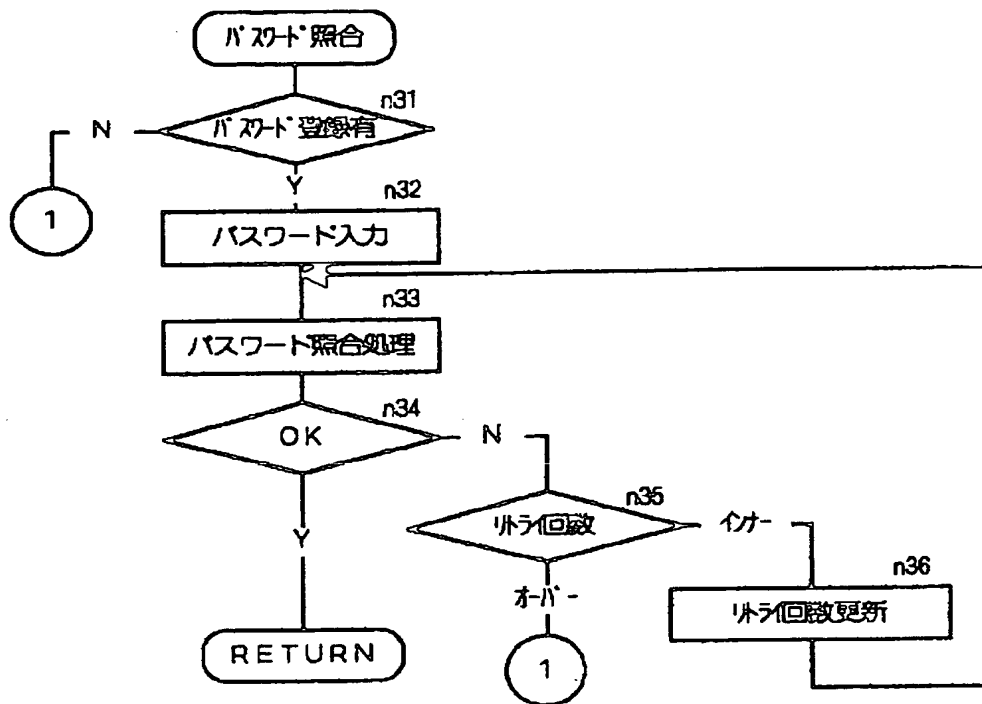 パスワード照合
n31
パスワード登録有
N
Y
1
n32
パスワード入力
n33
パスワード照合処理
n34
OK
N
n35
リトライ回数
インナー
Y
オーバー
n36
リトライ回数更新
RETURN
1